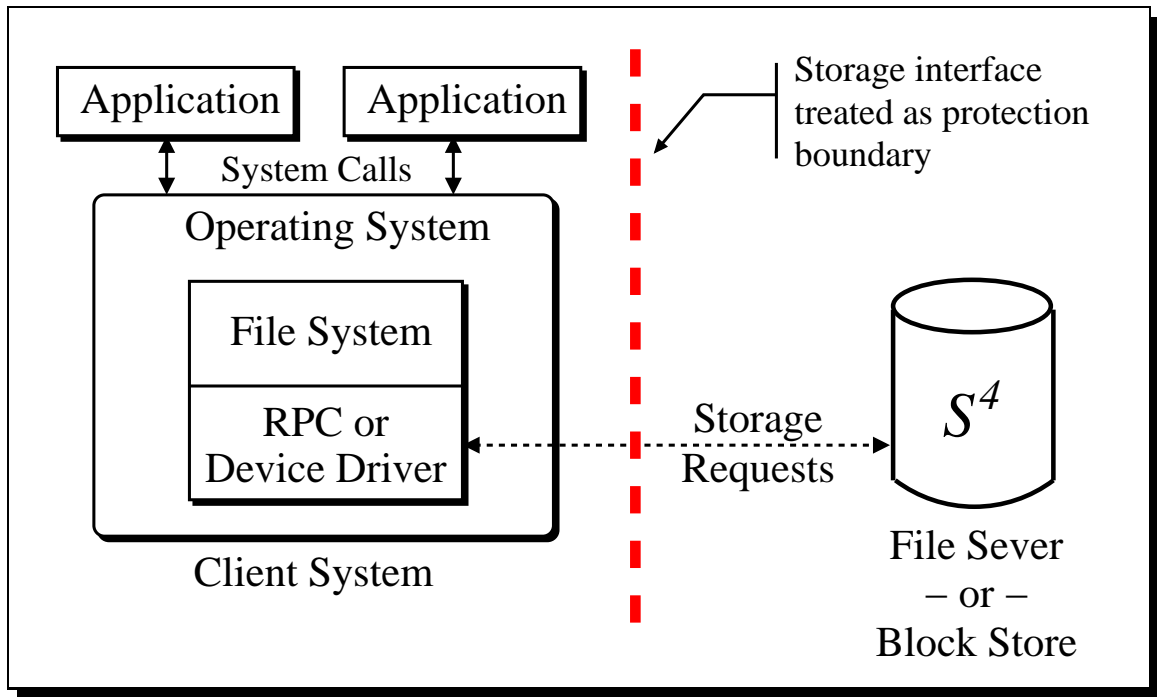 Application
Application
System Calls
Operating System
File System
RPC or
Device Driver
Client System
Storage interface
treated as protection
boundary
Storage
Requests
S⁴
File Sever
– or –
Block Store